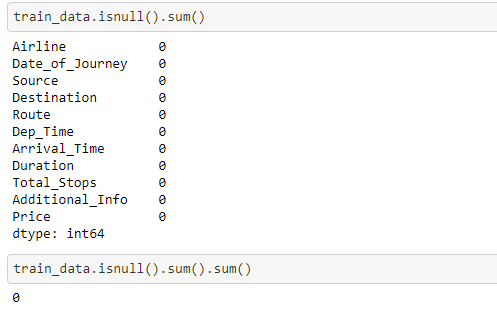 train_data.isnull().sum()
Airline 0
Date_of_Journey 0
Source 0
Destination 0
Route 0
Dep_Time 0
Arrival_Time 0
Duration 0
Total_Stops 0
Additional_Info 0
Price 0
dtype: int64
train_data.isnull().sum().sum()
0